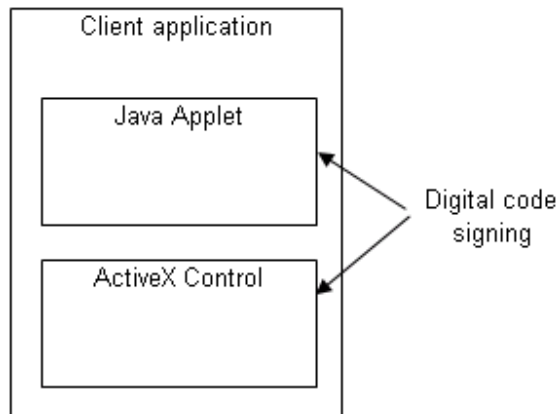 Client application
Java Applet
Digital code
signing
ActiveX Control